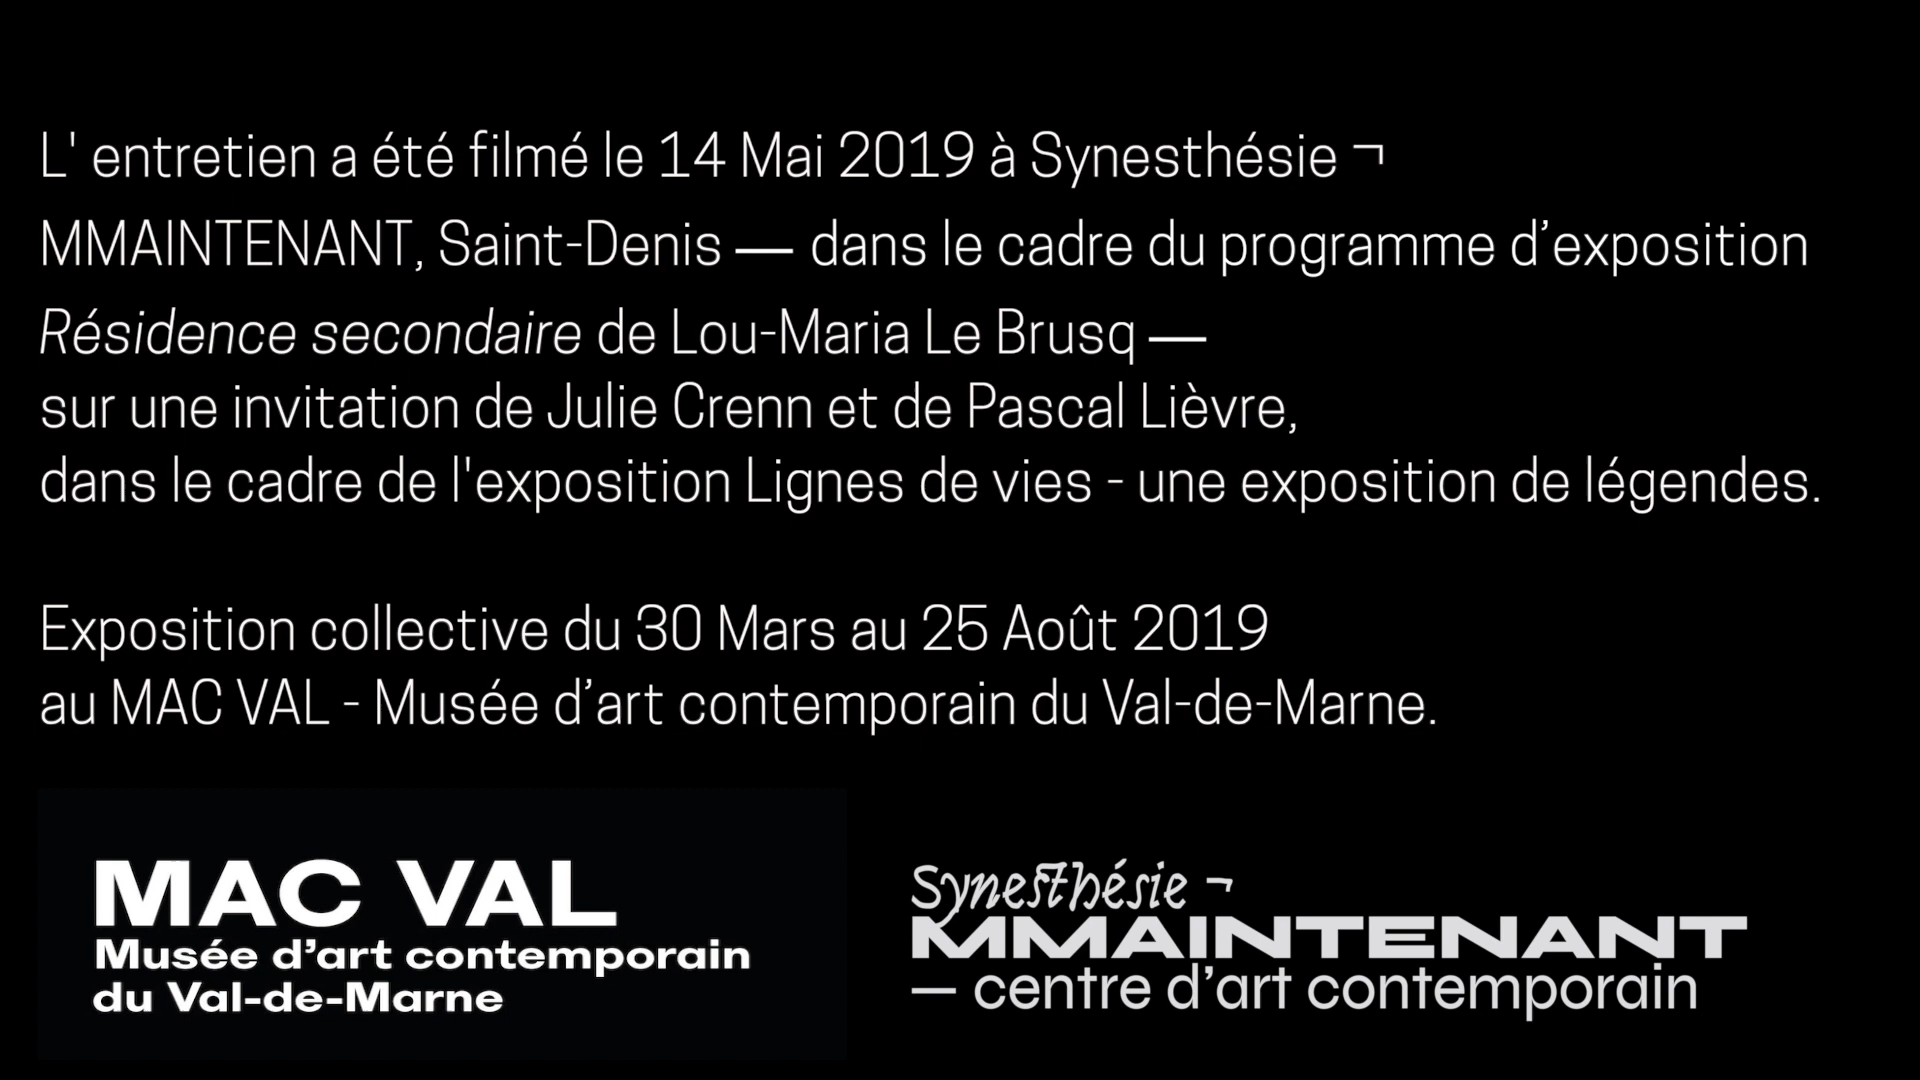 L' entretien a été filmé le 14 Mai 2019 à Synesthésie ¬
MMAINTENANT, Saint-Denis — dans le cadre du programme d’exposition
Résidence secondaire de Lou-Maria Le Brusq —
sur une invitation de Julie Crenn et de Pascal Lièvre,
dans le cadre de l'exposition Lignes de vies - une exposition de légendes.
Exposition collective du 30 Mars au 25 Août 2019
au MAC VAL - Musée d’art contemporain du Val-de-Marne.
MAC VAL
Musée d’art contemporain
du Val-de-Marne
Synesthésie ¬
MMAINTENANT
— centre d’art contemporain